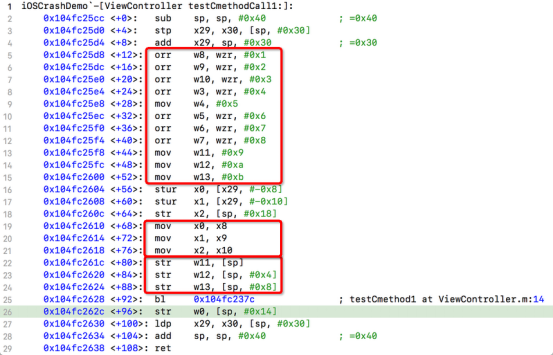 1 iOSCrashDemo`-[ViewController testCmethodCall1:]:
2 0x104fc25cc <+0>: sub sp, sp, #0x40 ; =0x40
3 0x104fc25d0 <+4>: stp x29, x30, [sp, #0x30]
4 0x104fc25d4 <+8>: add x29, sp, #0x30 ; =0x30
5 0x104fc25d8 <+12>: orr w8, wzr, #0x1
6 0x104fc25dc <+16>: orr w9, wzr, #0x2
7 0x104fc25e0 <+20>: orr w10, wzr, #0x3
8 0x104fc25e4 <+24>: orr w3, wzr, #0x4
9 0x104fc25e8 <+28>: mov w4, #0x5
10 0x104fc25ec <+32>: orr w5, wzr, #0x6
11 0x104fc25f0 <+36>: orr w6, wzr, #0x7
12 0x104fc25f4 <+40>: orr w7, wzr, #0x8
13 0x104fc25f8 <+44>: mov w11, #0x9
14 0x104fc25fc <+48>: mov w12, #0xa
15 0x104fc2600 <+52>: mov w13, #0xb
16 0x104fc2604 <+56>: stur x0, [x29, #-0x8]
17 0x104fc2608 <+60>: stur x1, [x29, #-0x10]
18 0x104fc260c <+64>: str x2, [sp, #0x18]
19 0x104fc2610 <+68>: mov x0, x8
20 0x104fc2614 <+72>: mov x1, x9
21 0x104fc2618 <+76>: mov x2, x10
22 0x104fc261c <+80>: str w11, [sp]
23 0x104fc2620 <+84>: str w12, [sp, #0x4]
24 0x104fc2624 <+88>: str w13, [sp, #0x8]
25 0x104fc2628 <+92>: bl 0x104fc237c ; testCmethod1 at ViewController.m:14
26 0x104fc262c <+96>: str w0, [sp, #0x14]
27 0x104fc2630 <+100>: ldp x29, x30, [sp, #0x30]
28 0x104fc2634 <+104>: add sp, sp, #0x40 ; =0x40
29 0x104fc2638 <+108>: ret